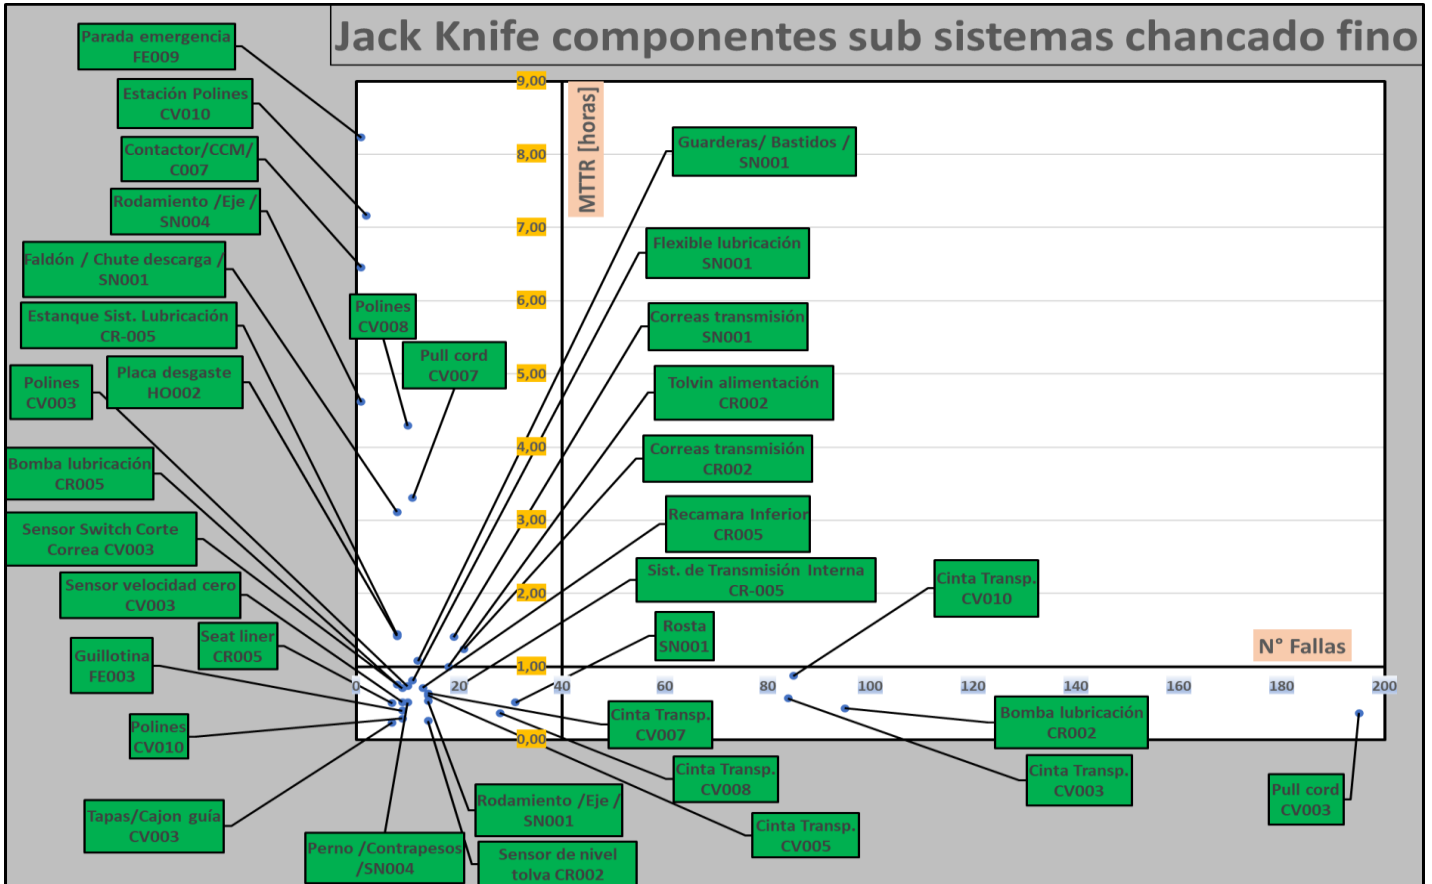 Jack Knife componentes sub sistemas chancado fino
Parada emergencia
FE009
Estación Polines
CV010
Contactor/CCM/
C007
Rodamiento /Eje /
SN004
Faldón / Chute descarga /
SN001
Estanque Sist. Lubricación
CR-005
Polines
CV003
Placa desgaste
HO002
Bomba lubricación
CR005
Sensor Switch Corte
Correa CV003
Sensor velocidad cero
CV003
Seat liner
CR005
Guillotina
FE003
Polines
CV010
Tapas/Cajon guía
CV003
Perno /Contrapesos
/SN004
Polines
CV008
Pull cord
CV007
9,00
8,00
7,00
6,00
5,00
4,00
3,00
2,00
1,00
0,00
MTTR [horas]
Guarderas/ Bastidos /
SN001
Flexible lubricación
SN001
Correas transmisión
SN001
Tolvin alimentación
CR002
Correas transmisión
CR002
Recamara Inferior
CR005
Sist. de Transmisión Interna
CR-005
Rosta
SN001
Cinta Transp.
CV010
N° Fallas
0
20
40
60
80
100
120
140
160
180
200
Cinta Transp.
CV007
Cinta Transp.
CV008
Rodamiento /Eje /
SN001
Sensor de nivel
tolva CR002
Cinta Transp.
CV005
Bomba lubricación
CR002
Cinta Transp.
CV003
Pull cord
CV003